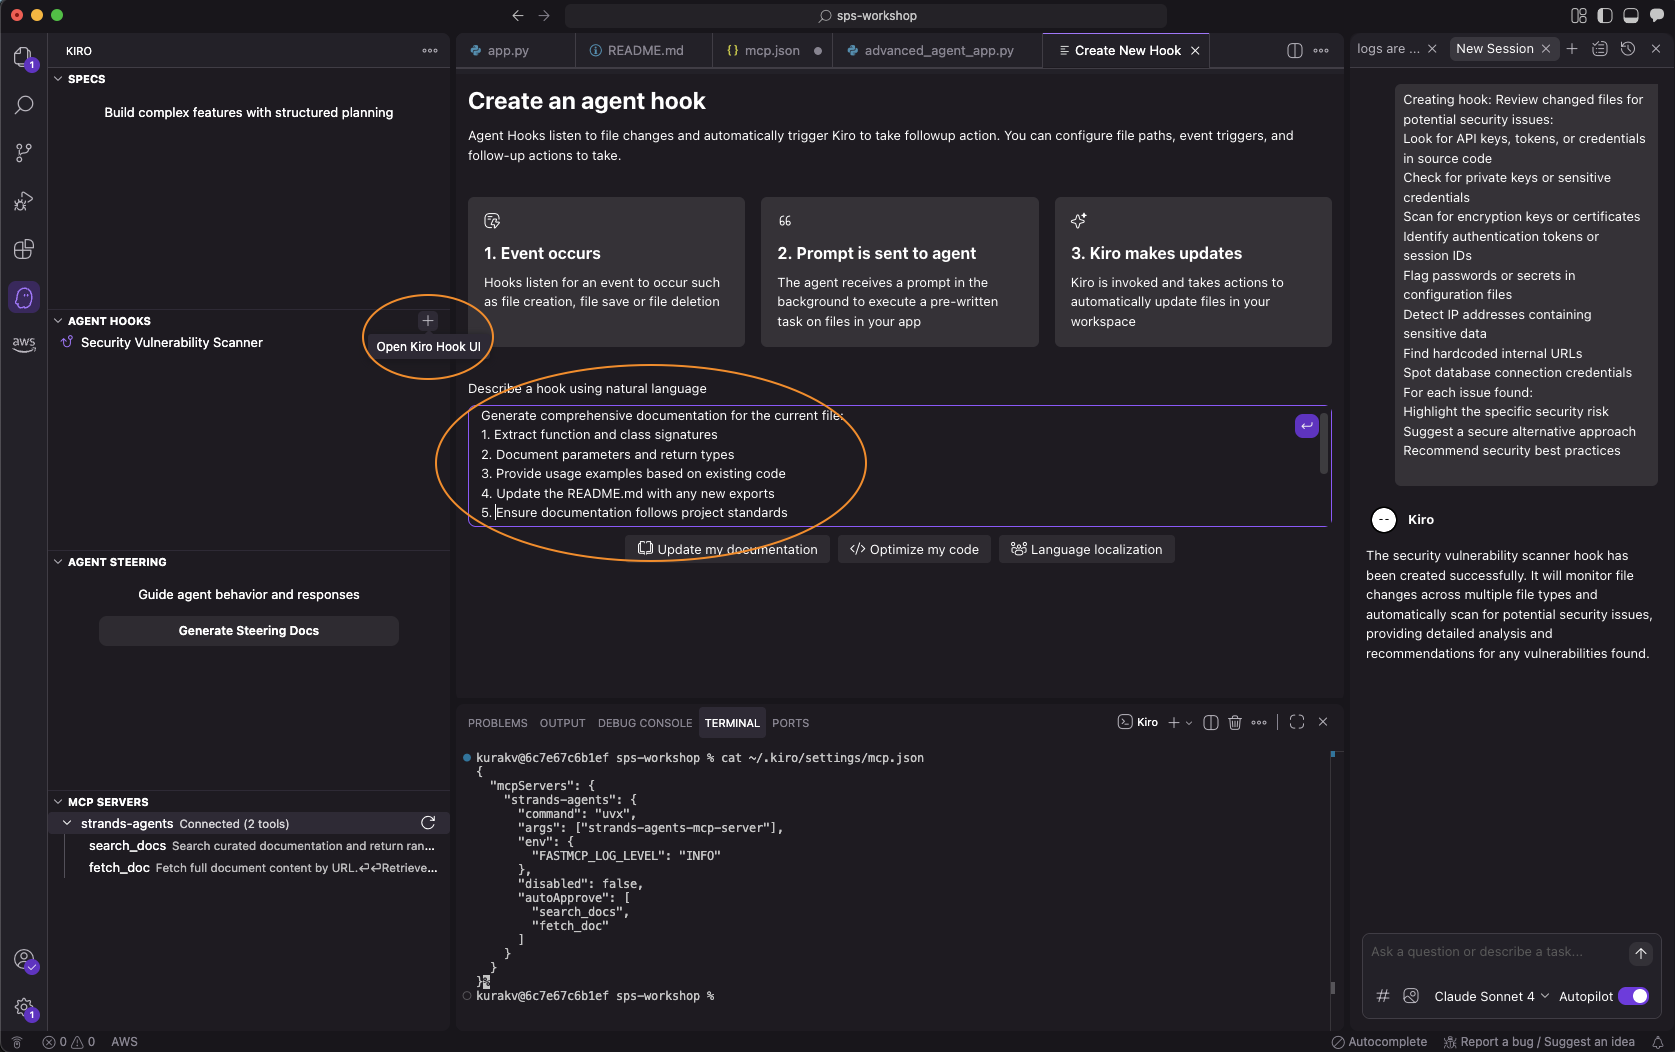 sps-workshop
KIRO
SPECS
Build complex features with structured planning
AGENT HOOKS
Open Kiro Hook UI
Security Vulnerability Scanner
AGENT STEERING
Guide agent behavior and responses
Generate Steering Docs
MCP SERVERS
strands-agents Connected (2 tools)
search_docs Search curated documentation and return ran...
fetch_doc Fetch full document content by URL.⏎⏎Retrieve...
aws
1
1
app.py
README.md
{} mcp.json
advanced_agent_app.py
Create New Hook
Create an agent hook
Agent Hooks listen to file changes and automatically trigger Kiro to take followup action. You can configure file paths, event triggers, and
follow-up actions to take.
1. Event occurs
Hooks listen for an event to occur such
as file creation, file save or file deletion
2. Prompt is sent to agent
The agent receives a prompt in the
background to execute a pre-written
task on files in your app
3. Kiro makes updates
Kiro is invoked and takes actions to
automatically update files in your
workspace
Describe a hook using natural language
Generate comprehensive documentation for the current file:
1. Extract function and class signatures
2. Document parameters and return types
3. Provide usage examples based on existing code
4. Update the README.md with any new exports
5. Ensure documentation follows project standards
Update my documentation
Optimize my code
Language localization
PROBLEMS OUTPUT DEBUG CONSOLE TERMINAL PORTS
Kiro
kurakv@6c7e67c6b1ef sps-workshop % cat ~/.kiro/settings/mcp.json
{
"mcpServers": {
"strands-agents": {
"command": "uvx",
"args": ["strands-agents-mcp-server"],
"env": {
"FASTMCP_LOG_LEVEL": "INFO"
},
"disabled": false,
"autoApprove": [
"search_docs",
"fetch_doc"
]
}
}
}%
kurakv@6c7e67c6b1ef sps-workshop %
logs are ...
New Session
Creating hook: Review changed files for
potential security issues:
Look for API keys, tokens, or credentials
in source code
Check for private keys or sensitive
credentials
Scan for encryption keys or certificates
Identify authentication tokens or
session IDs
Flag passwords or secrets in
configuration files
Detect IP addresses containing
sensitive data
Find hardcoded internal URLs
Spot database connection credentials
For each issue found:
Highlight the specific security risk
Suggest a secure alternative approach
Recommend security best practices
Kiro
The security vulnerability scanner hook has
been created successfully. It will monitor file
changes across multiple file types and
automatically scan for potential security issues,
providing detailed analysis and
recommendations for any vulnerabilities found.
Ask a question or describe a task...
# Claude Sonnet 4 Autopilot
0 0 AWS
Autocomplete
Report a bug / Suggest an idea